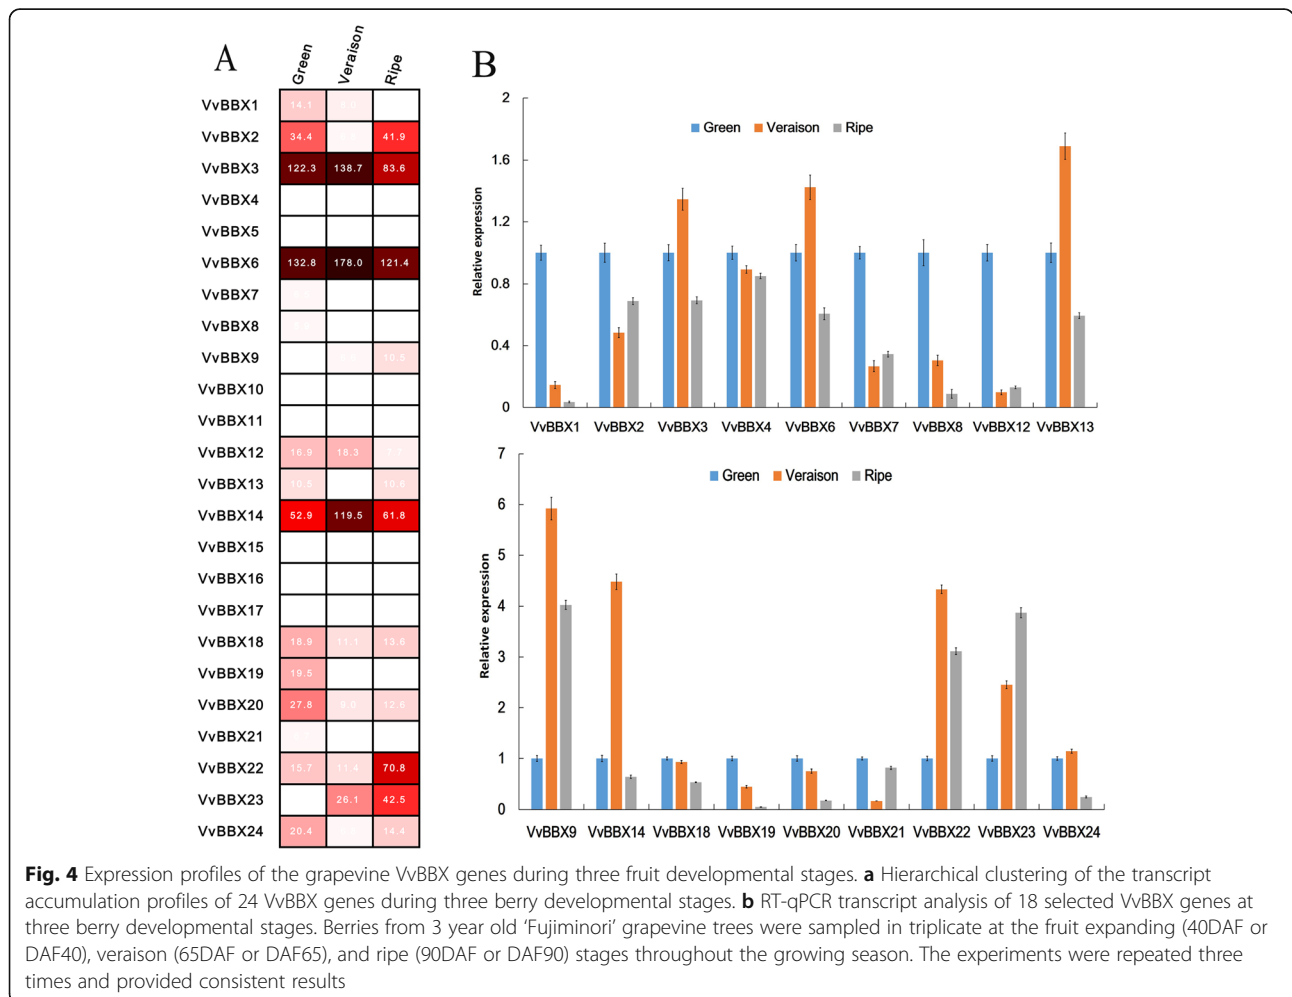 A
Green Veraison Ripe
VvBBX1 14.1
VvBBX2 34.4 41.9
VvBBX3 122.3 138.7 83.6
VvBBX4
VvBBX5
VvBBX6 132.8 178.0 121.4
VvBBX7
VvBBX8
VvBBX9 10.5
VvBBX10
VvBBX11
VvBBX12 16.9 18.3
VvBBX13 10.5 10.6
VvBBX14 52.9 119.5 61.8
VvBBX15
VvBBX16
VvBBX17
VvBBX18 18.9 11.1 13.6
VvBBX19 19.5
VvBBX20 27.8 9.0 12.6
VvBBX21
VvBBX22 15.7 11.4 70.8
VvBBX23 26.1 42.5
VvBBX24 20.4 14.4
B
Relative expression
2
1.6
1.2
0.8
0.4
0
Green Veraison Ripe
VvBBX1 VvBBX2 VvBBX3 VvBBX4 VvBBX6 VvBBX7 VvBBX8 VvBBX12 VvBBX13
Relative expression
7
6
5
4
3
2
1
0
Green Veraison Ripe
VvBBX9 VvBBX14 VvBBX18 VvBBX19 VvBBX20 VvBBX21 VvBBX22 VvBBX23 VvBBX24
Fig. 4 Expression profiles of the grapevine VvBBX genes during three fruit developmental stages. a Hierarchical clustering of the transcript
accumulation profiles of 24 VvBBX genes during three berry developmental stages. b RT-qPCR transcript analysis of 18 selected VvBBX genes at
three berry developmental stages. Berries from 3 year old ‘Fujiminori’ grapevine trees were sampled in triplicate at the fruit expanding (40DAF or
DAF40), veraison (65DAF or DAF65), and ripe (90DAF or DAF90) stages throughout the growing season. The experiments were repeated three
times and provided consistent results